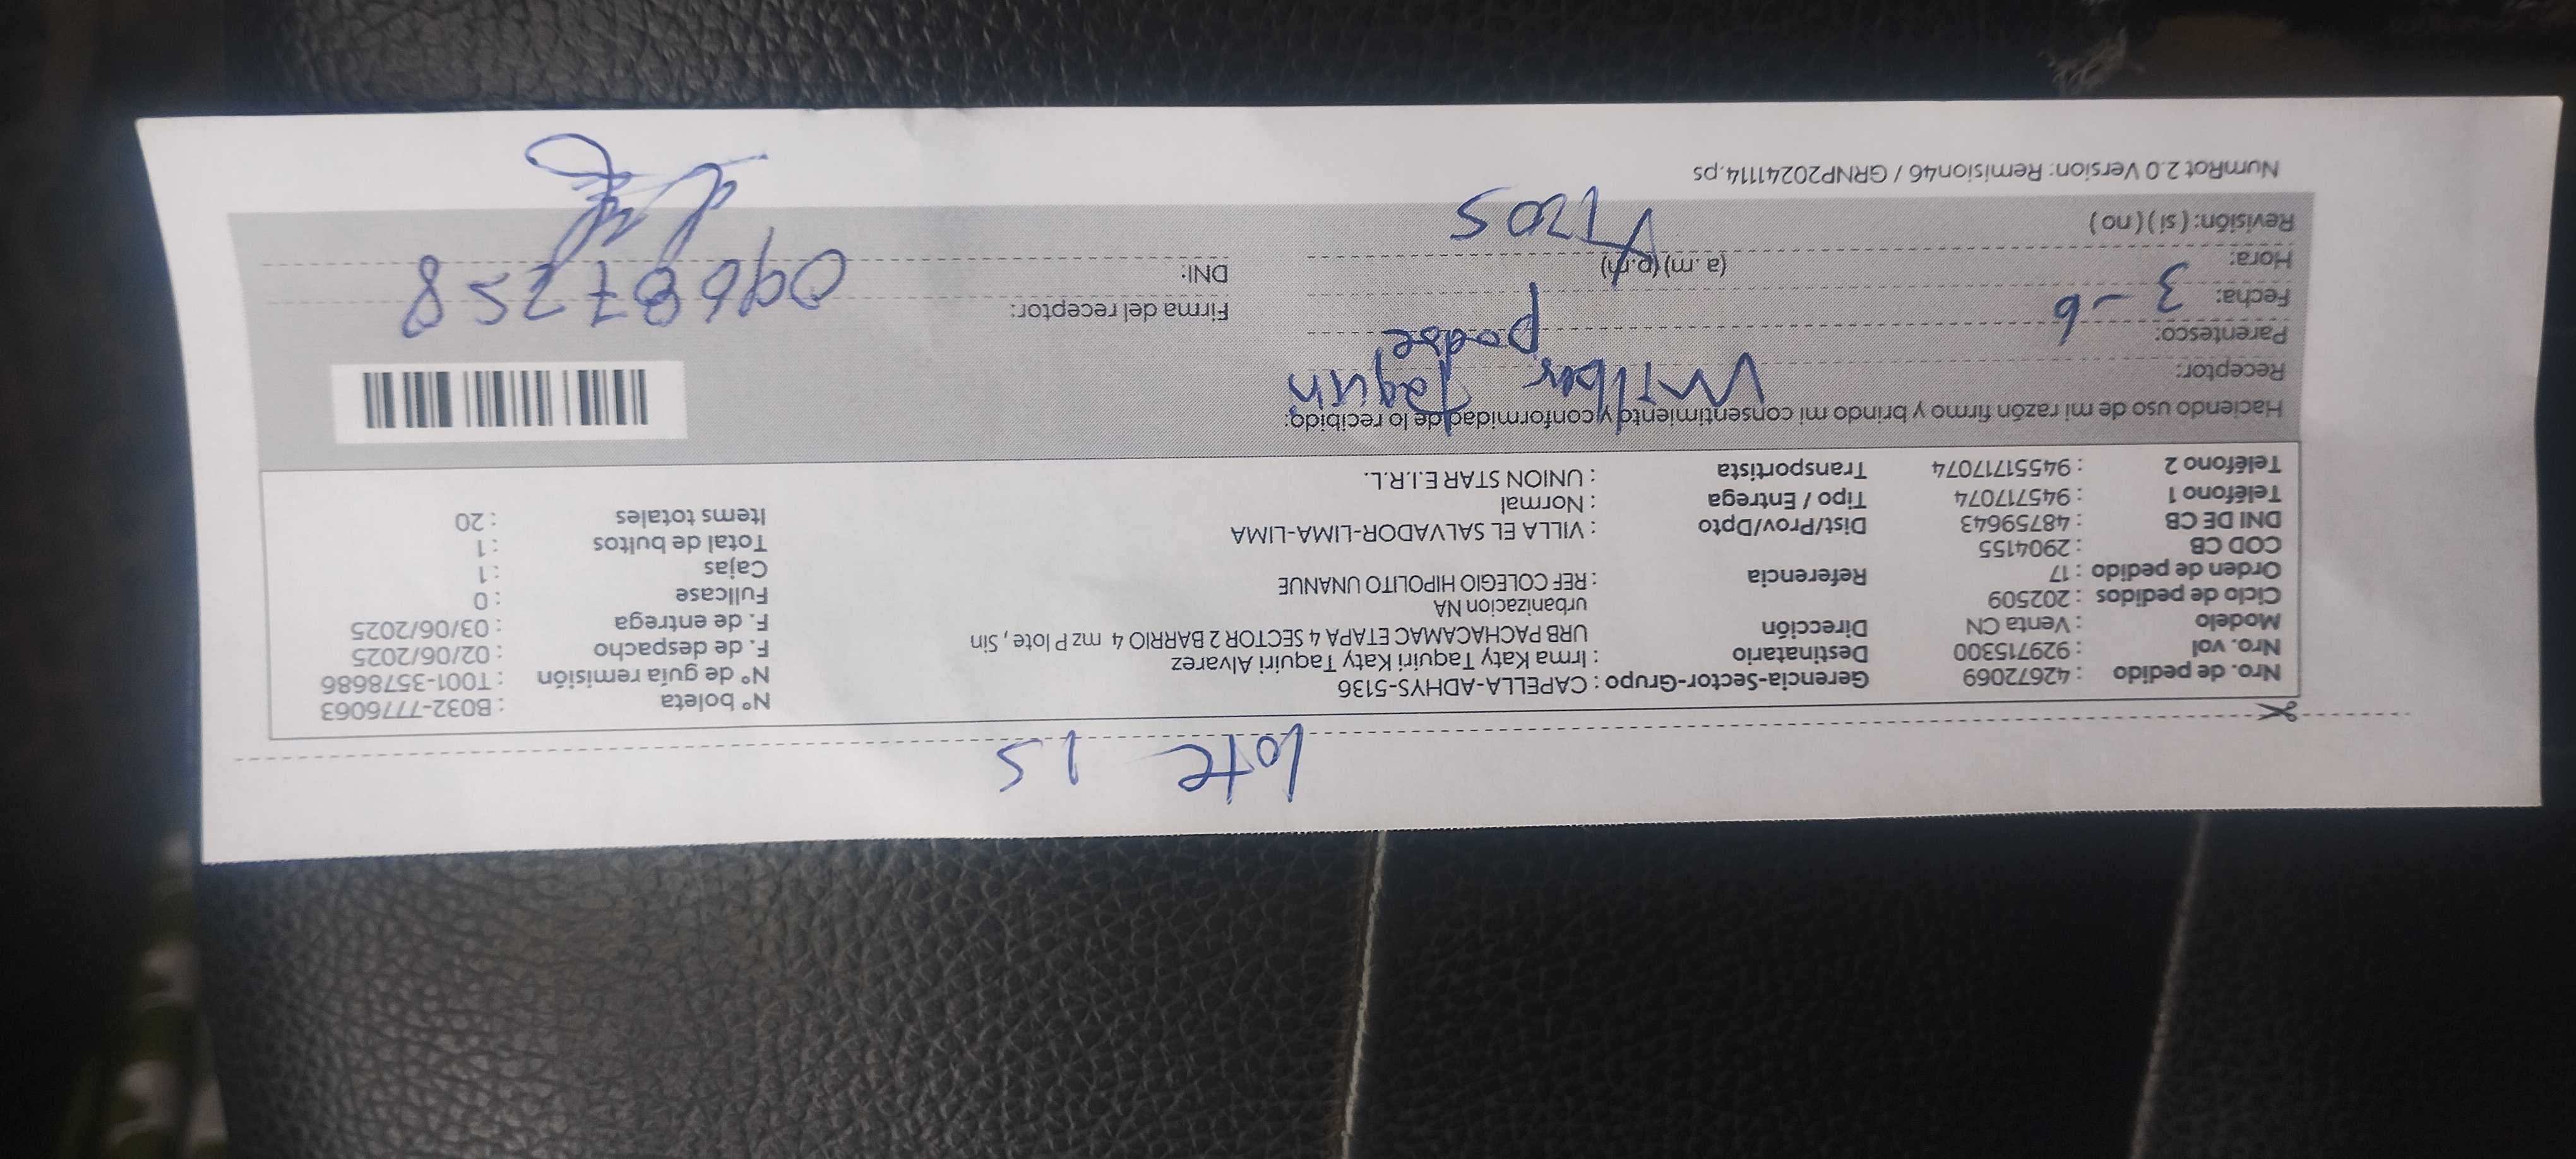 lote 15
Nro. de pedido : 42672069 Gerencia-Sector-Grupo : CAPELLA-ADHYS-5136 N° boleta : B032-7776063
Nro. vol : 929715300 Destinatario : Irma Katy Taquiri Katy Taquiri Alvarez N° de guía remisión : T001-3578686
Modelo : Venta CN Dirección URB PACHACAMAC ETAPA 4 SECTOR 2 BARRIO 4 mz P lote , Sin F. de despacho : 02/06/2025
Ciclo de pedidos : 202509 urbanizacion NA F. de entrega : 03/06/2025
Orden de pedido : 17 Referencia : REF COLEGIO HIPOLITO UNANUE Fullcase : 0
COD CB : 2904155 Cajas : 1
DNI DE CB : 48759643 Dist/Prov/Dpto : VILLA EL SALVADOR-LIMA-LIMA Total de bultos : 1
Teléfono 1 : 945717074 Tipo / Entrega : Normal Items totales : 20
Teléfono 2 : 9455171707​4 Transportista : UNION STAR E.I.R.L.
Haciendo uso de mi razón firmo y brindo mi consentimiento y conformidad de lo recibido:
Receptor: Wilber
Parentesco: padre
Fecha: 3-6 Firma del receptor:
Hora: (a.m) (p.m) DNI: 09687258
Revisión: ( si ) ( no )
NumRot 2.0 Version: Remision46 / GRNP20241114.ps